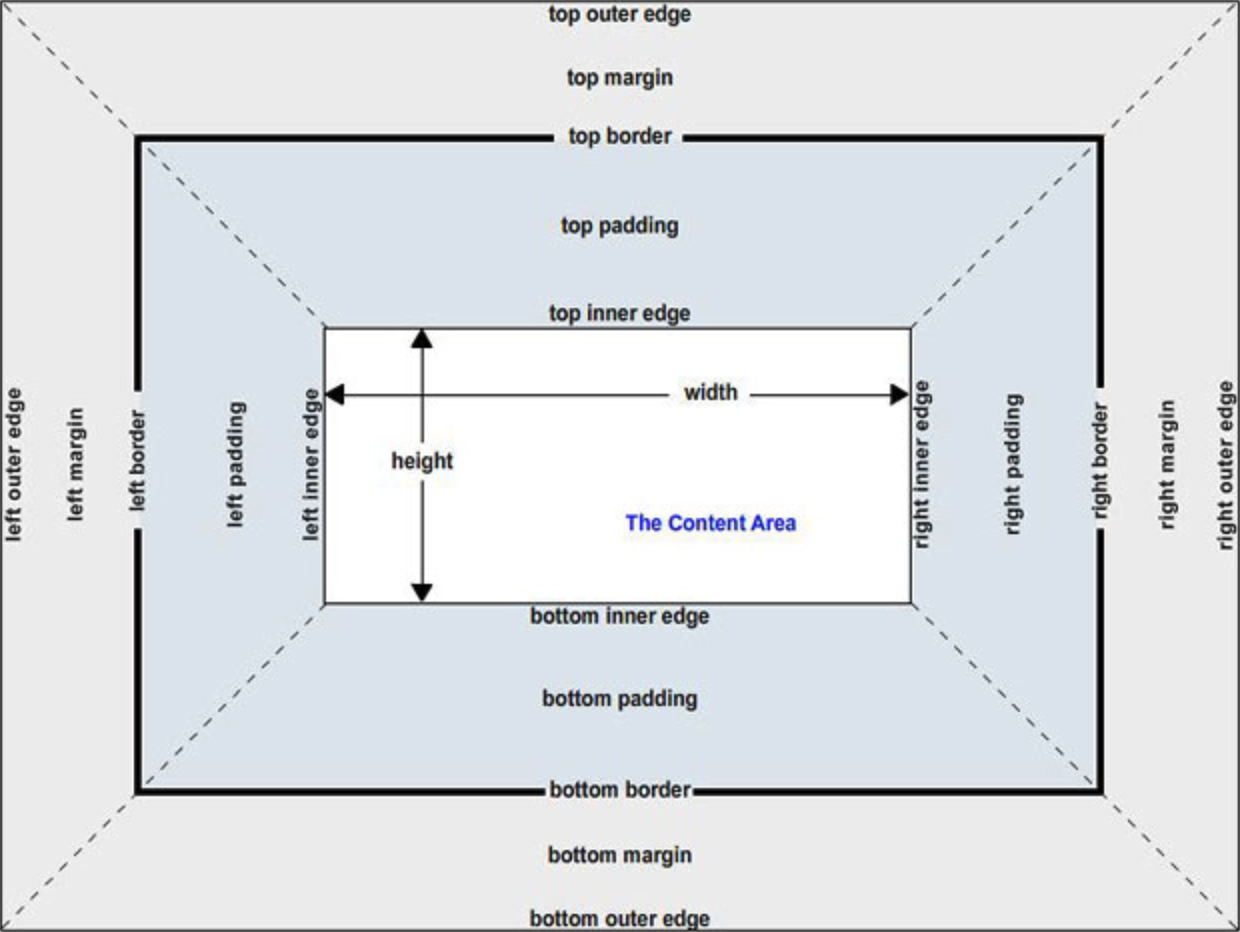 top outer edge
top margin
top border
top padding
top inner edge
left outer edge
left margin
left border
left padding
left inner edge
width
height
The Content Area
right inner edge
right padding
right border
right margin
right outer edge
bottom inner edge
bottom padding
bottom border
bottom margin
bottom outer edge